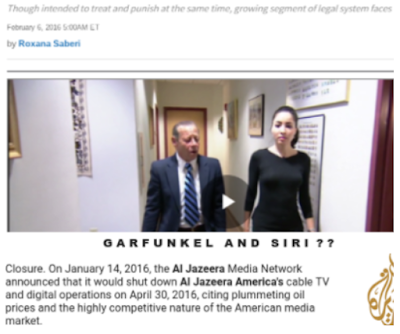 Though intended to treat and punish at the same time, growing segment of legal system faces
February 6, 2016 5:00AM ET
by Roxana Saberi
GARFUNKEL AND SIRI ??
Closure. On January 14, 2016, the Al Jazeera Media Network
announced that it would shut down Al Jazeera America's cable TV
and digital operations on April 30, 2016, citing plummeting oil
prices and the highly competitive nature of the American media
market.